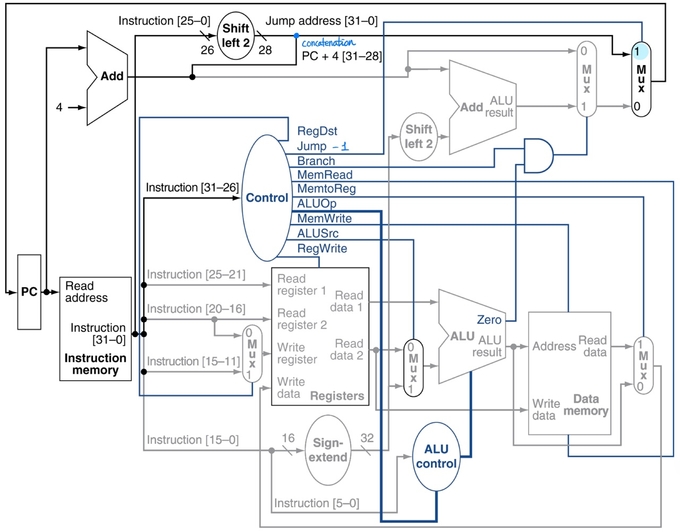 Instruction [25–0]
Shift
left 2
Jump address [31–0]
26
28
concatenation
PC + 4 [31–28]
Add
4
0
Mux
1
1
Mux
0
Add
ALU
result
Shift
left 2
RegDst
Jump - 1
Branch
MemRead
MemtoReg
ALUOp
MemWrite
ALUSrc
RegWrite
Instruction [31–26]
Control
PC
Read
address
Instruction
[31–0]
Instruction
memory
Instruction [25–21]
Instruction [20–16]
Instruction [15–11]
0
Mux
1
Read
register 1
Read
register 2
Write
register
Write
data
Read
data 1
Read
data 2
Registers
0
Mux
1
Zero
ALU
ALU
result
Address
Read
data
Write
data
Data
memory
1
Mux
0
Instruction [15–0]
16
Sign-
extend
32
ALU
control
Instruction [5–0]